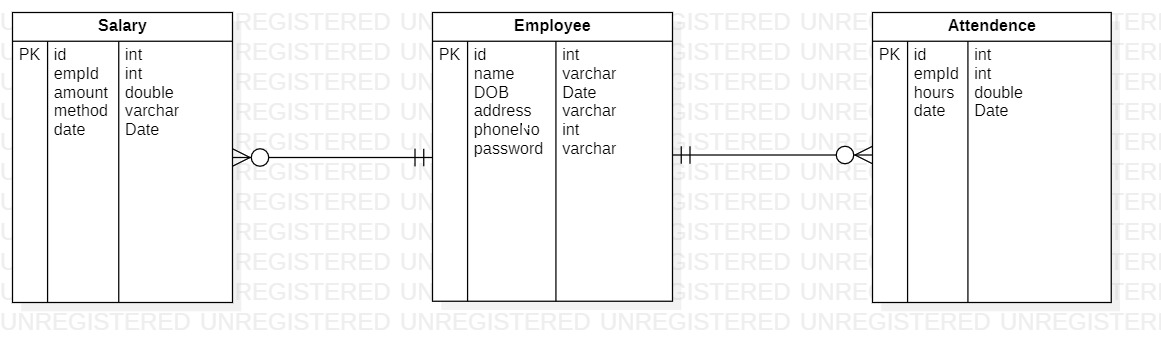 Salary
PK id int
empId int
amount double
method varchar
date Date
Employee
PK id int
name varchar
DOB Date
address varchar
phoneNo int
password varchar
Attendence
PK id int
empId int
hours double
date Date
UNREGISTERED UNREGISTERED UNREGISTERED UNREGISTERED UNREGISTERED UNREGISTERED